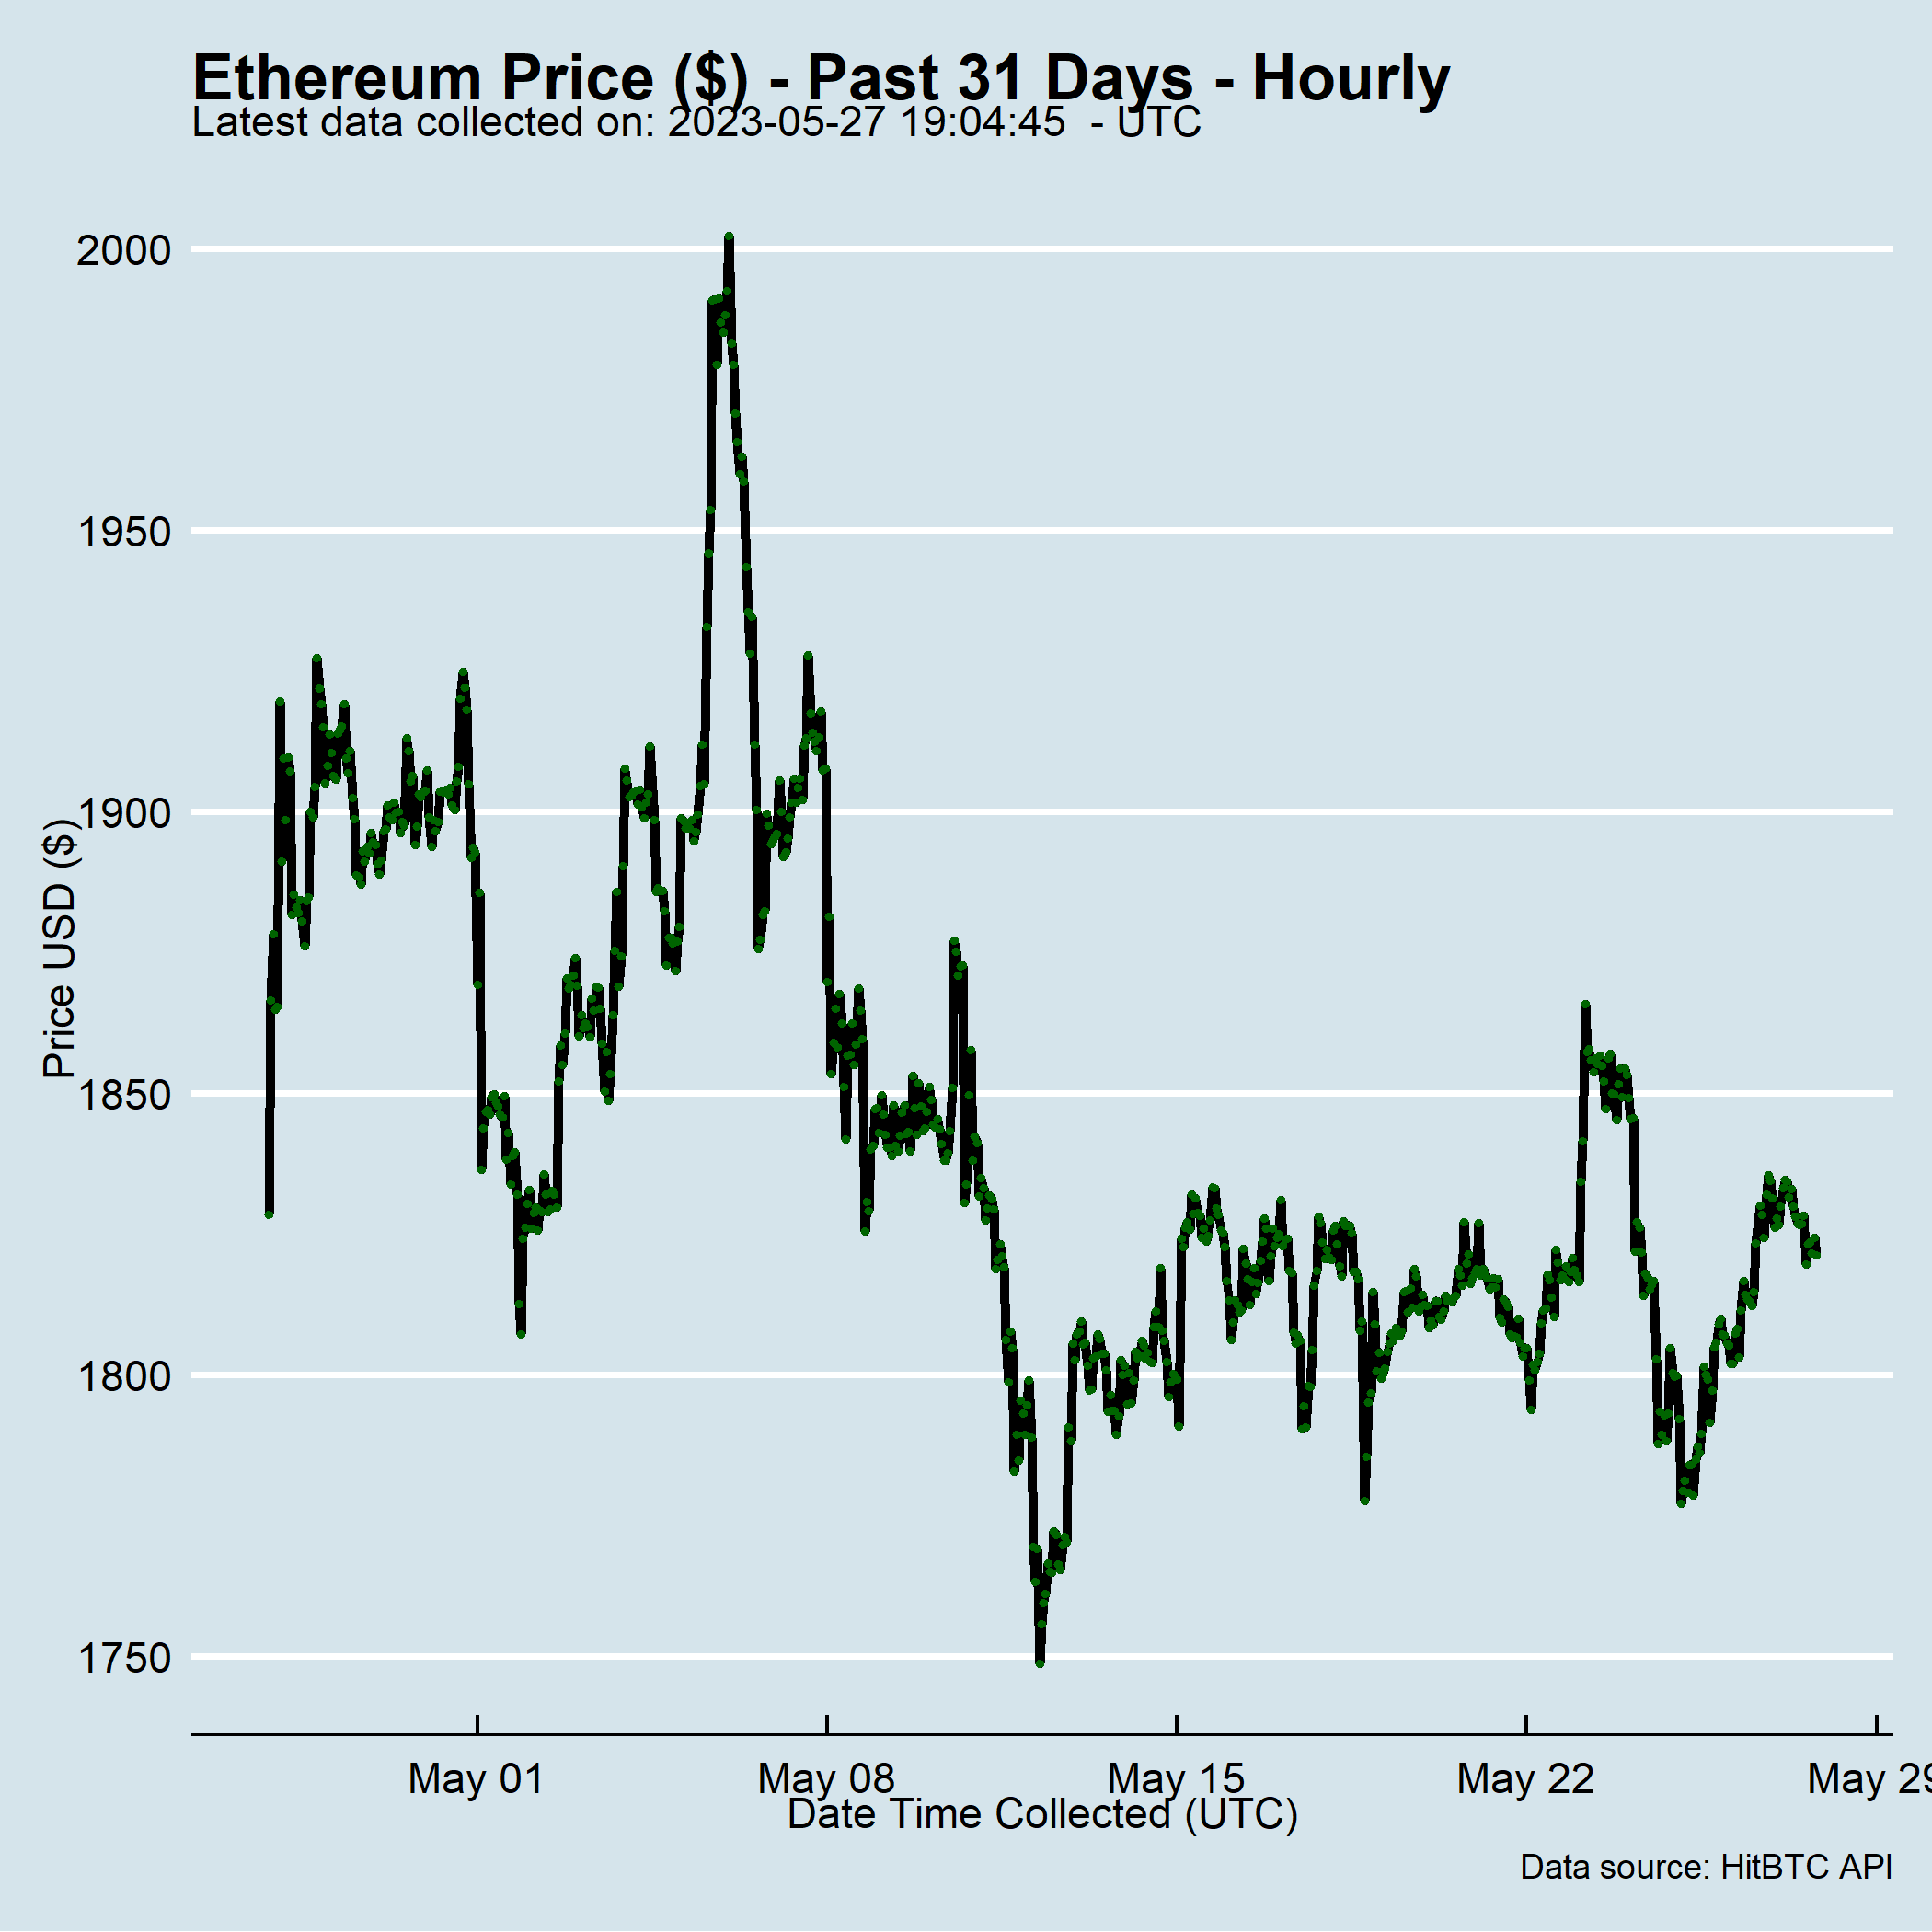 Ethereum Price ($) - Past 31 Days - Hourly
Latest data collected on: 2023-05-27 19:04:45  - UTC
2000
1950
1900
1850
1800
1750
Price USD ($)
May 01
May 08
May 15
May 22
May 29
Date Time Collected (UTC)
Data source: HitBTC API